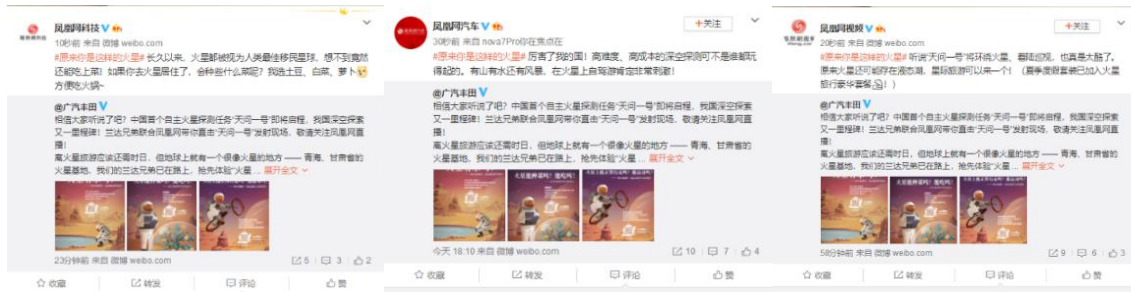 凤凰网科技
10秒前 来自 微博 weibo.com
#原来你是这样的火星# 长久以来，火星都被视为人类最佳移民星球，想不到竟然
还能吃上菜！如果你去火星居住了，会种些什么菜呢？我选土豆、白菜、萝卜
方便吃火锅~
@广汽丰田
相信大家听说了吧？中国首个自主火星探测任务“天问一号”即将启程，我国深空探索
又一里程碑！兰达兄弟联合凤凰网带你直击“天问一号”发射现场，敬请关注凤凰网直
播！
离火星旅游应该还需时日，但地球上就有一个很像火星的地方 —— 青海、甘肃省的
火星基地，我们的兰达兄弟已在路上，抢先体验“火星 ... 展开全文
23分钟前 来自 微博 weibo.com
5 3 2
收藏 转发 评论 赞
凤凰网汽车
+关注
30秒前 来自 nova7Pro你在焦点在
#原来你是这样的火星# 厉害了我的国！高难度、高成本的深空探测可不是谁都玩
得起的。有山有水还有风暴，在火星上自驾游肯定非常刺激！
@广汽丰田
相信大家听说了吧？中国首个自主火星探测任务“天问一号”即将启程，我国深空探索
又一里程碑！兰达兄弟联合凤凰网带你直击“天问一号”发射现场，敬请关注凤凰网直
播！
离火星旅游应该还需时日，但地球上就有一个很像火星的地方 —— 青海、甘肃省的
火星基地，我们的兰达兄弟已在路上，抢先体验“火星 ... 展开全文
火星能种菜吗？能吃吗！
今天 18:10 来自 微博 weibo.com
10 7 4
收藏 转发 评论 赞
凤凰网视频
+关注
20秒前 来自 微博 weibo.com
#原来你是这样的火星# 听说“天问一号”将环绕火星、着陆巡视，也真是太酷了。
原来火星还可能存在液态湖，星际旅游可以来一个！（夏季度假套装已加入火星
旅行豪华套餐！）
@广汽丰田
相信大家听说了吧？中国首个自主火星探测任务“天问一号”即将启程，我国深空探索
又一里程碑！兰达兄弟联合凤凰网带你直击“天问一号”发射现场，敬请关注凤凰网直
播！
离火星旅游应该还需时日，但地球上就有一个很像火星的地方 —— 青海、甘肃省的
火星基地，我们的兰达兄弟已在路上，抢先体验“火星 ... 展开全文
58分钟前 来自 微博 weibo.com
9 6 3
收藏 转发 评论 赞